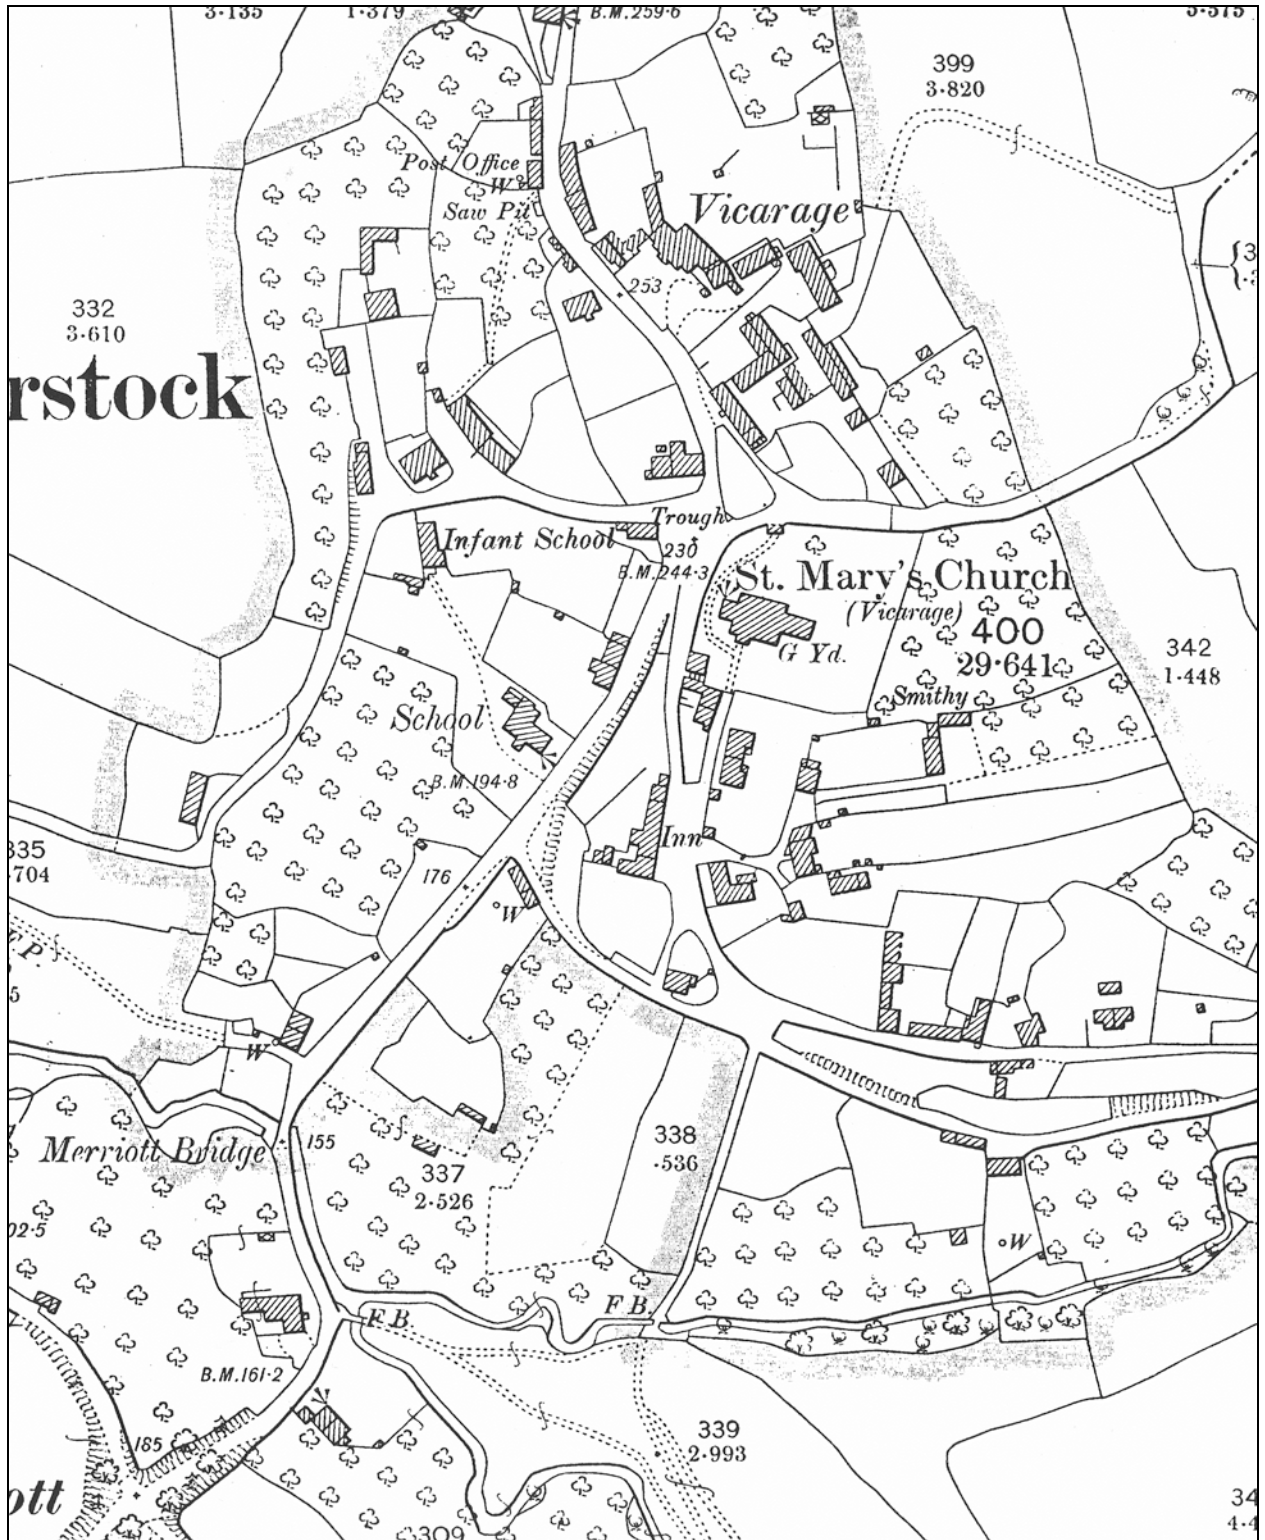 3·135
1·379
B.M.259·6
5·575
399
3·820
Post Office
W
Saw Pit
Vicarage
253
332
3·610
rstock
Trough
Infant School
230
B.M.244·3
St. Mary's Church
(Vicarage)
400
29·641
G Yd.
342
1·448
Smithy
School
B.M.194·8
Inn
335
·704
176
W
F.P.
5
W
Merriott Bridge
155
338
·536
337
2·526
02·5
W
F.B.
F.B.
B.M.161·2
339
2·993
185
ott
309
34
4·4